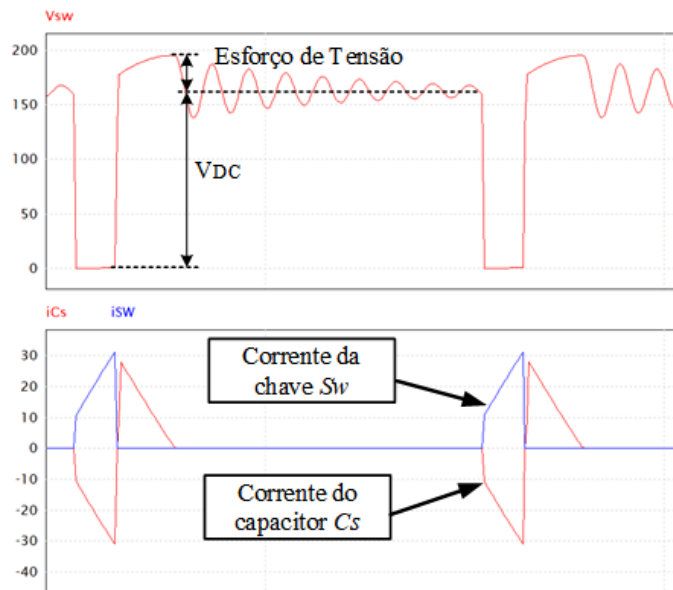 Vsw
200
150
100
50
0
Esforço de Tensão
VDC
iCs iSW
30
20
10
0
-10
-20
-30
-40
Corrente da
chave Sw
Corrente do
capacitor Cs